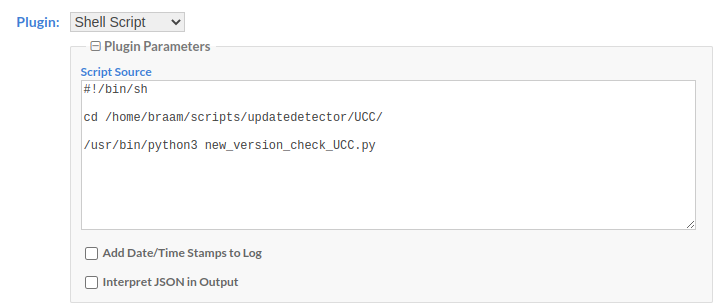 Plugin: Shell Script
Plugin Parameters
Script Source
#!/bin/sh
cd /home/braam/scripts/updatedetector/UCC/
/usr/bin/python3 new_version_check_UCC.py
Add Date/Time Stamps to Log
Interpret JSON in Output